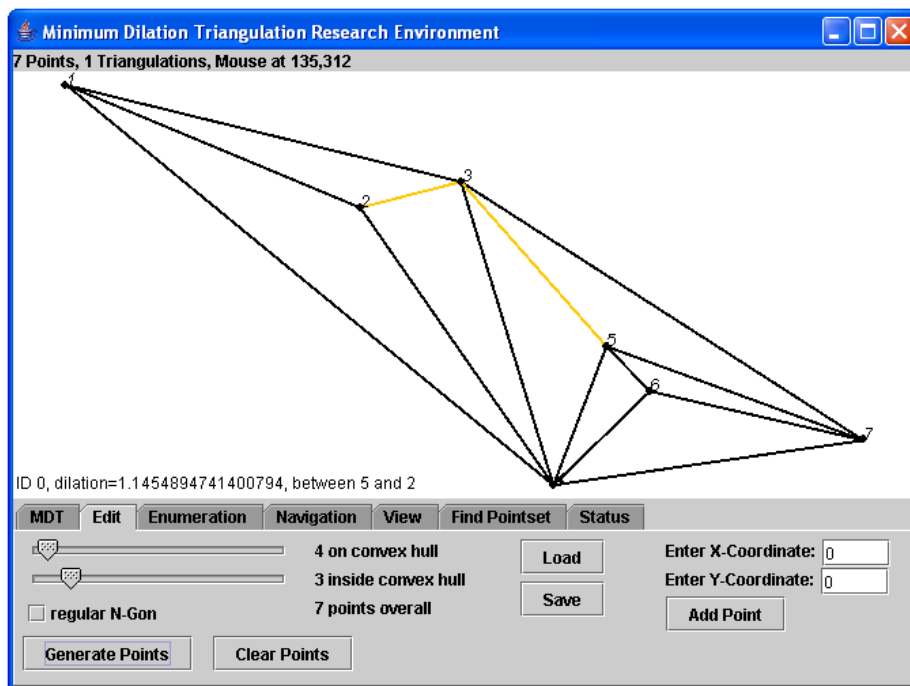 Minimum Dilation Triangulation Research Environment
7 Points, 1 Triangulations, Mouse at 135,312
1
3
2
5
6
7
ID 0, dilation=1.1454894741400794, between 5 and 2
MDT Edit Enumeration Navigation View Find Pointset Status
4 on convex hull Load Enter X-Coordinate: 0
3 inside convex hull Enter Y-Coordinate: 0
regular N-Gon 7 points overall Save Add Point
Generate Points Clear Points